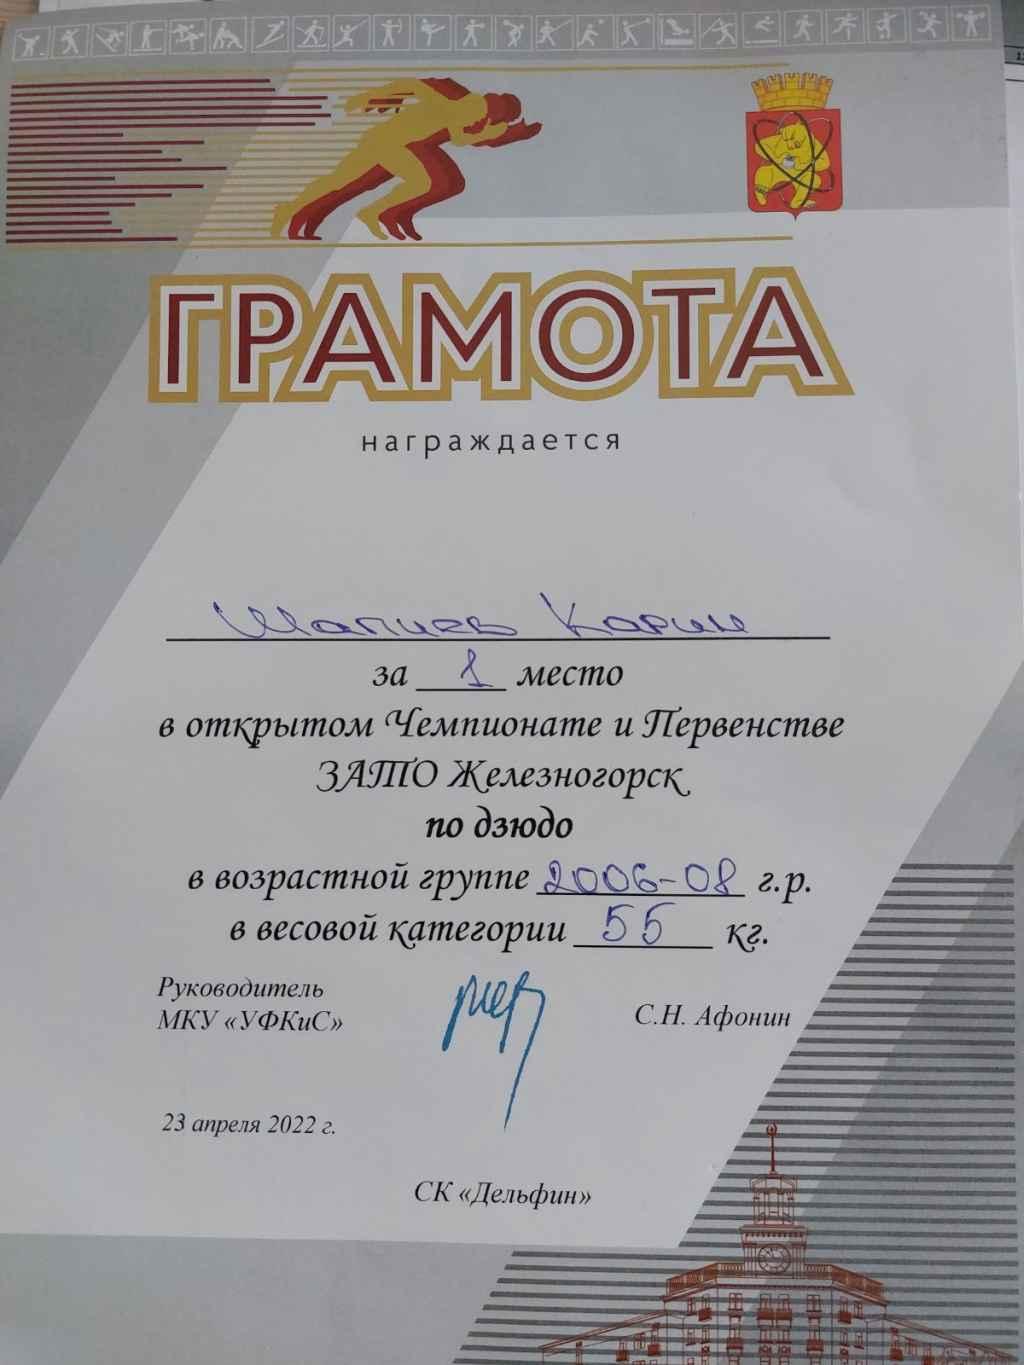 ГРАМОТА
награждается
Шапиев Карим
за 1 место
в открытом Чемпионате и Первенстве
ЗАТО Железногорск
по дзюдо
в возрастной группе 2006-08 г.р.
в весовой категории 55 кг.
Руководитель
МКУ «УФКиС»
С.Н. Афонин
23 апреля 2022 г.
СК «Дельфин»